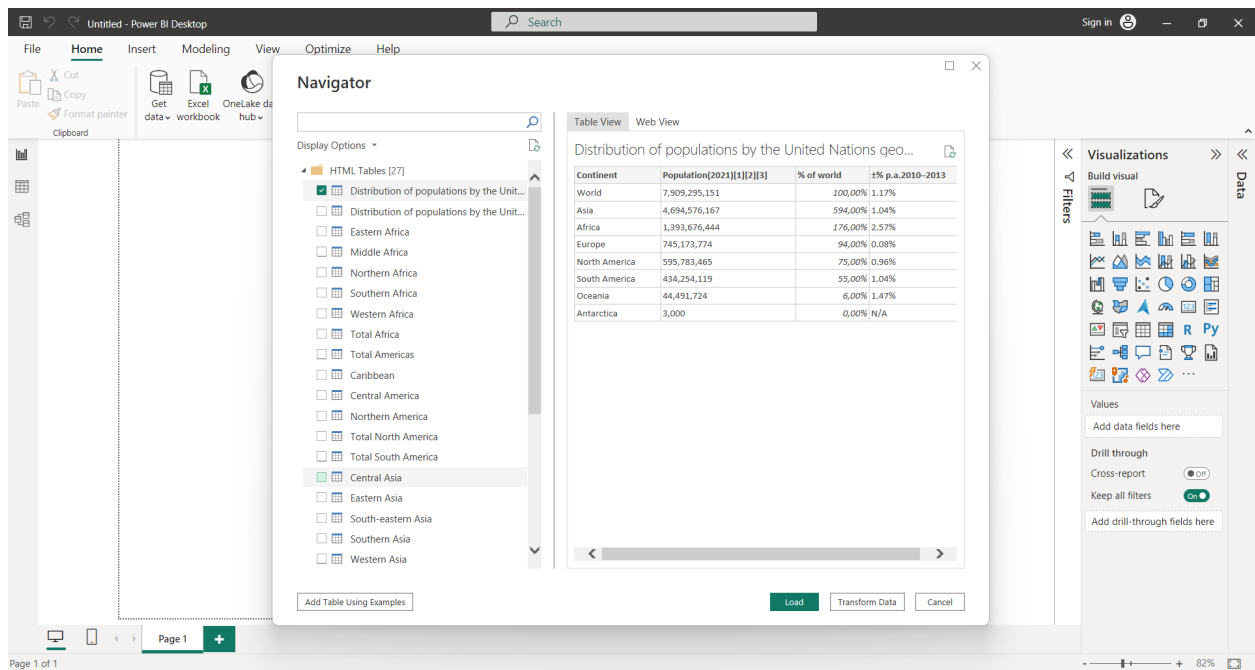 Untitled - Power BI Desktop
Search
Sign in
File Home Insert Modeling View Optimize Help
Paste
Cut
Copy
Format painter
Clipboard
Get data
Excel workbook
OneLake da
hub
Navigator
Display Options
HTML Tables [27]
Distribution of populations by the Unit...
Distribution of populations by the Unit...
Eastern Africa
Middle Africa
Northern Africa
Southern Africa
Western Africa
Total Africa
Total Americas
Caribbean
Central America
Northern America
Total North America
Total South America
Central Asia
Eastern Asia
South-eastern Asia
Southern Asia
Western Asia
Add Table Using Examples
Table View Web View
Distribution of populations by the United Nations geo...
Continent Population(2021)[1][2][3] % of world ±% p.a.2010–2013
World 7,909,295,151 100,00% 1.17%
Asia 4,694,576,167 594,00% 1.04%
Africa 1,393,676,444 176,00% 2.57%
Europe 745,173,774 94,00% 0.08%
North America 595,783,465 75,00% 0.96%
South America 434,254,119 55,00% 1.04%
Oceania 44,491,724 6,00% 1.47%
Antarctica 3,000 0,00% N/A
Load Transform Data Cancel
Filters
Visualizations
Build visual
123
R Py
123
Values
Add data fields here
Drill through
Cross-report Off
Keep all filters On
Add drill-through fields here
Data
Page 1
Page 1 of 1
- + 82%